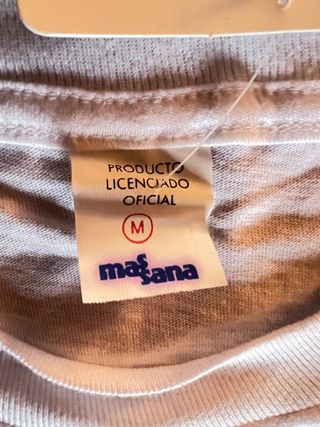 PRODUCTO
LICENCIADO
OFICIAL
M
massana